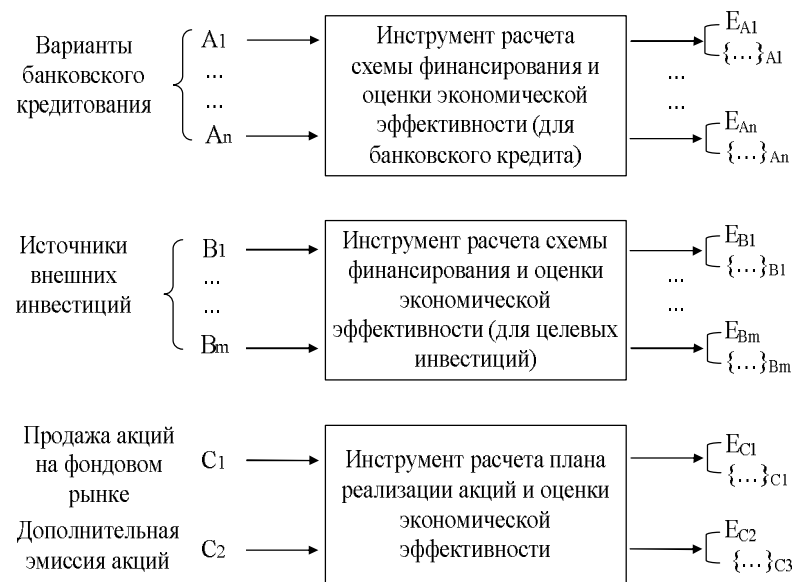 Варианты
банковского
кредитования
A1
...
...
An
Инструмент расчета
схемы финансирования и
оценки экономической
эффективности (для
банковского кредита)
EA1
{...}A1
...
...
EAn
{...}An
Источники
внешних
инвестиций
B1
...
...
Bm
Инструмент расчета схемы
финансирования и оценки
экономической
эффективности (для целевых
инвестиций)
EB1
{...}B1
...
...
EBm
{...}Bm
Продажа акций
на фондовом
рынке
C1
Дополнительная
эмиссия акций
C2
Инструмент расчета плана
реализации акций и оценки
экономической
эффективности
EC1
{...}C1
EC2
{...}C3